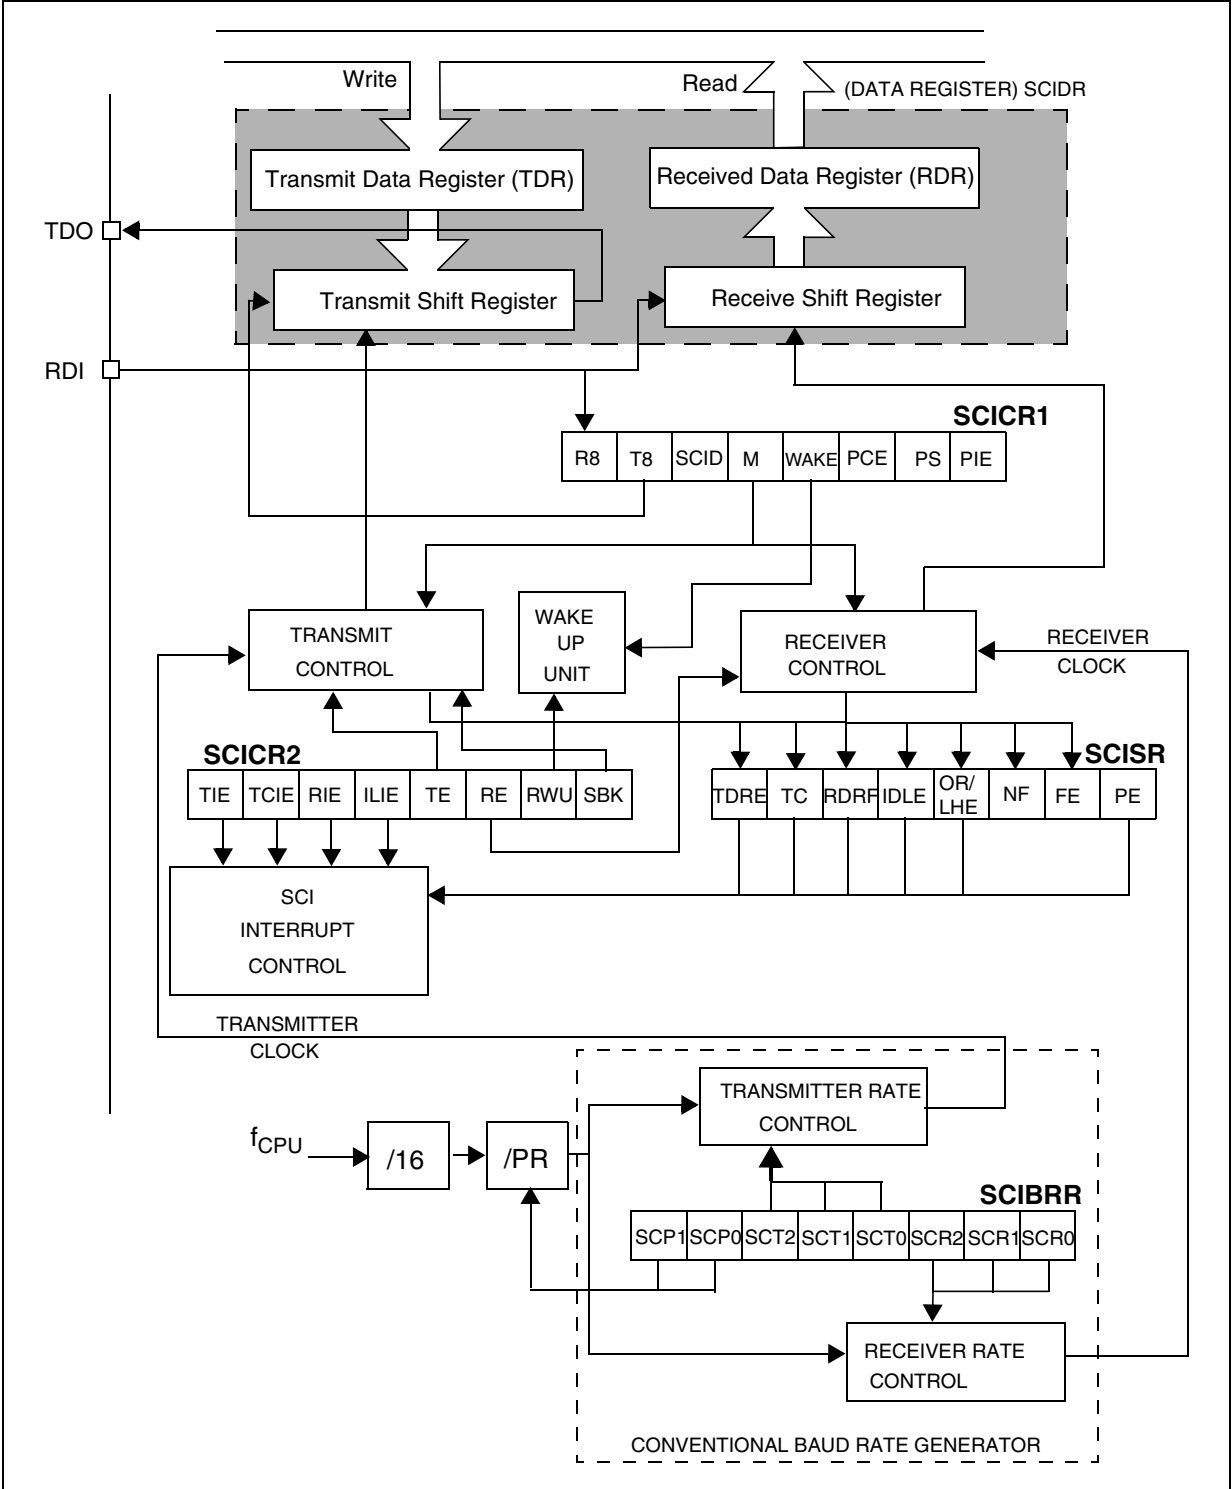 Write
Read
(DATA REGISTER) SCIDR
Transmit Data Register (TDR)
Received Data Register (RDR)
TDO
Transmit Shift Register
Receive Shift Register
RDI
SCICR1
R8 T8 SCID M WAKE PCE PS PIE
TRANSMIT
CONTROL
WAKE
UP
UNIT
RECEIVER
CONTROL
RECEIVER
CLOCK
SCICR2
TIE TCIE RIE ILIE TE RE RWU SBK
SCISR
TDRE TC RDRF IDLE OR/
LHE NF FE PE
SCI
INTERRUPT
CONTROL
TRANSMITTER
CLOCK
TRANSMITTER RATE
CONTROL
fCPU
/16
/PR
SCIBRR
SCP1 SCP0 SCT2 SCT1 SCT0 SCR2 SCR1 SCR0
RECEIVER RATE
CONTROL
CONVENTIONAL BAUD RATE GENERATOR